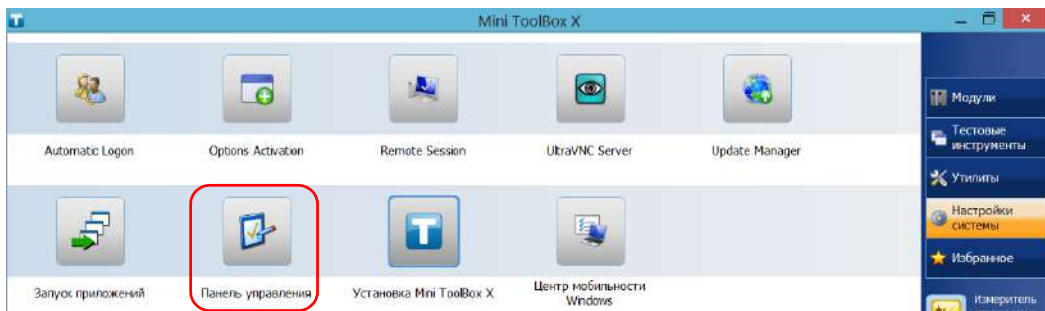 Mini ToolBox X
Automatic Logon
Options Activation
Remote Session
UltraVNC Server
Update Manager
Запуск приложений
Панель управления
Установка Mini ToolBox X
Центр мобильности
Windows
Модули
Тестовые
инструменты
Утилиты
Настройки
системы
Избранное
Измеритель